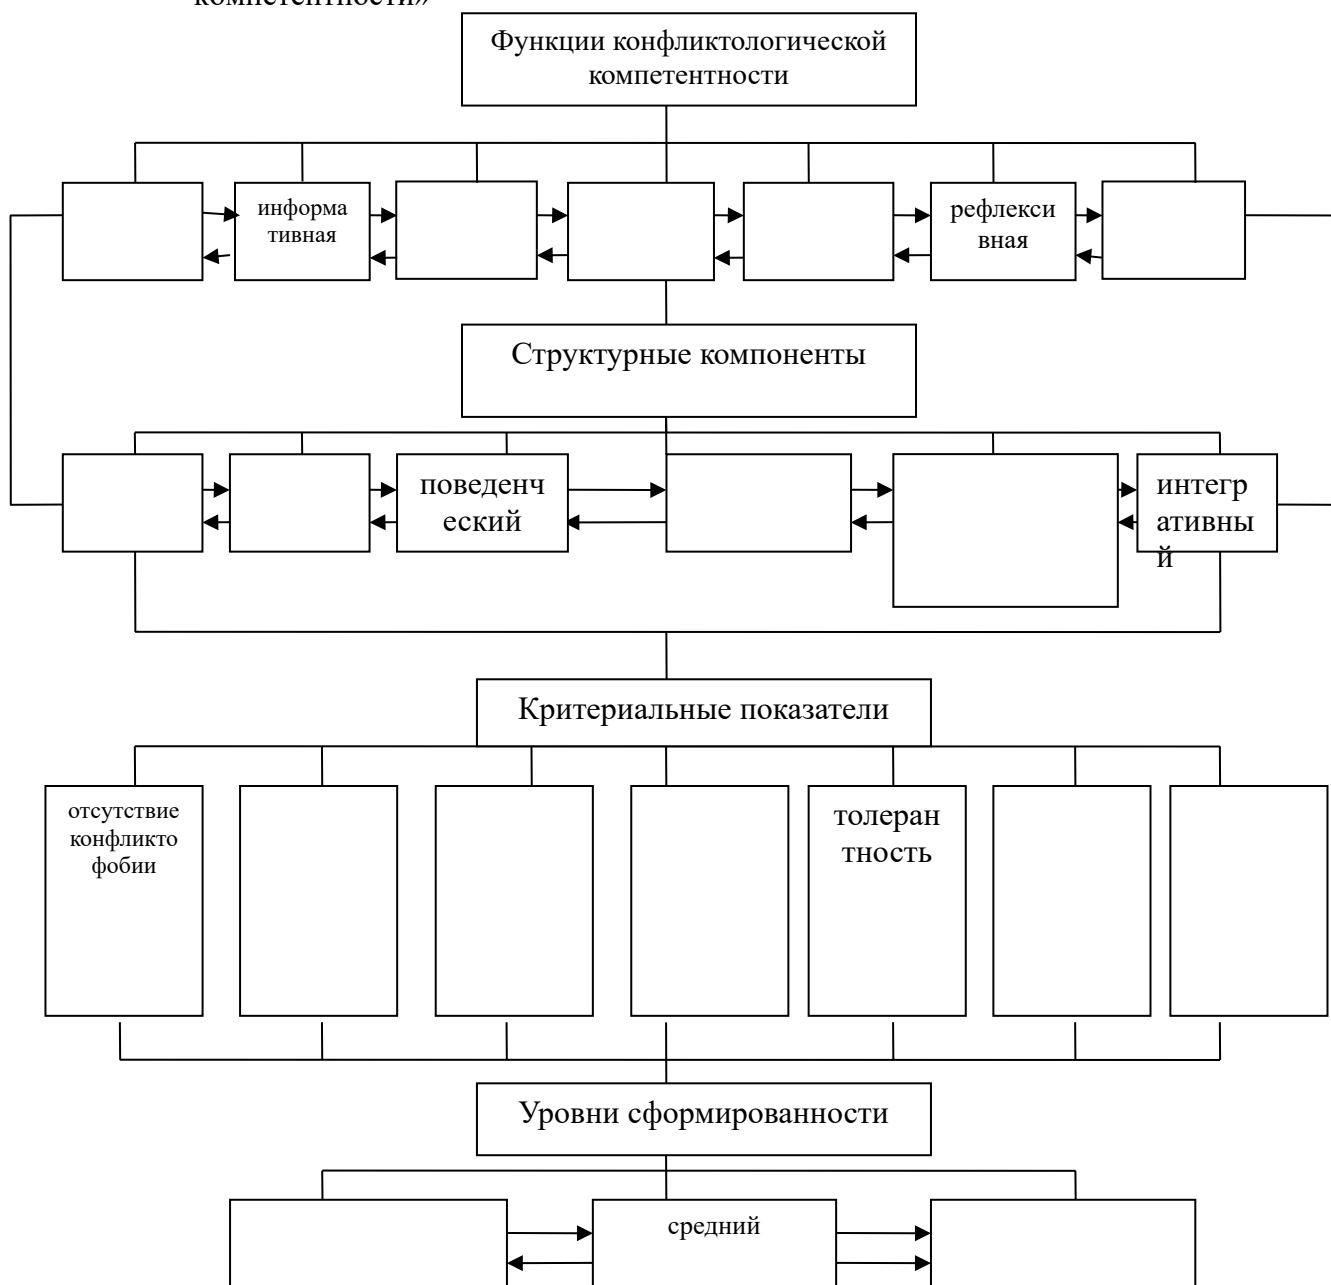 компетентности»
Функции конфликтологической
компетентности
информа
тивная
рефлекси
вная
Структурные компоненты
поведенч
еский
интегр
ативны
й
Критериальные показатели
отсутствие
конфликто
фобии
толеран
тность
Уровни сформированности
средний